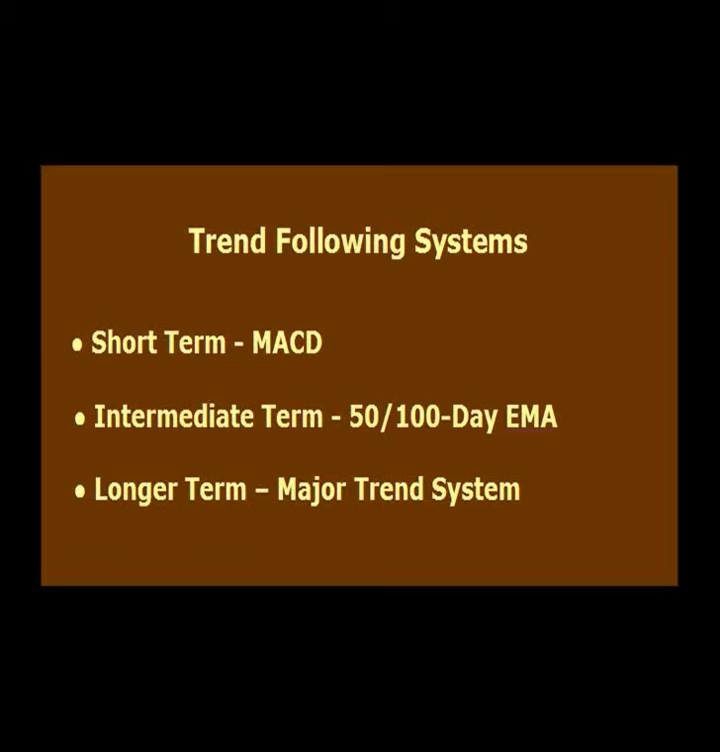 Trend Following Systems
• Short Term - MACD
• Intermediate Term - 50/100-Day EMA
• Longer Term – Major Trend System